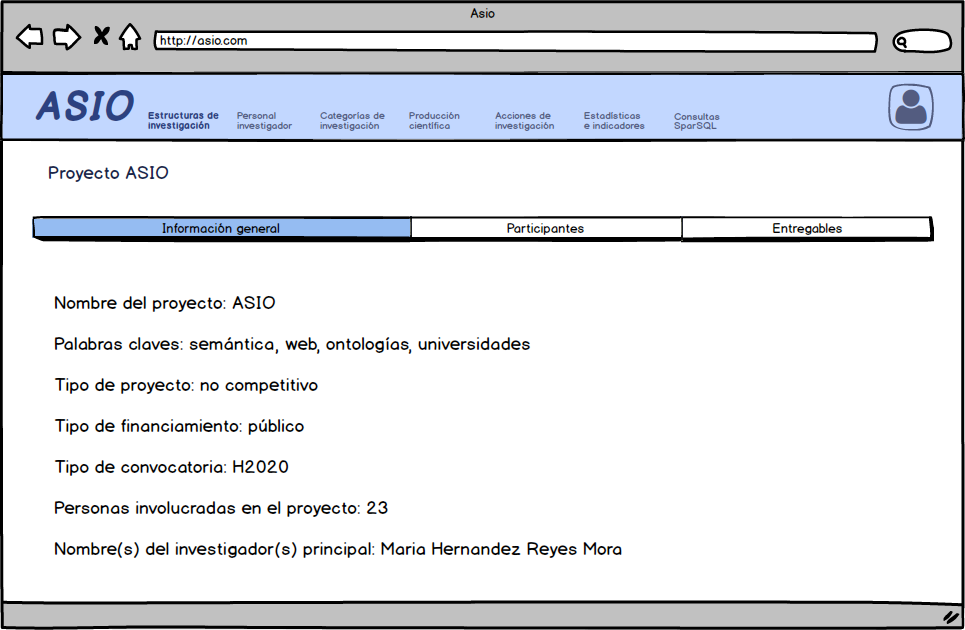 Asio
http://asio.com
ASIO
Estructuras de
investigación
Personal
investigador
Categorías de
investigación
Producción
científica
Acciones de
investigación
Estadísticas
e indicadores
Consultas
SparSQL
Proyecto ASIO
Información general
Participantes
Entregables
Nombre del proyecto: ASIO
Palabras claves: semántica, web, ontologías, universidades
Tipo de proyecto: no competitivo
Tipo de financiamiento: público
Tipo de convocatoria: H2020
Personas involucradas en el proyecto: 23
Nombre(s) del investigador(s) principal: Maria Hernandez Reyes Mora